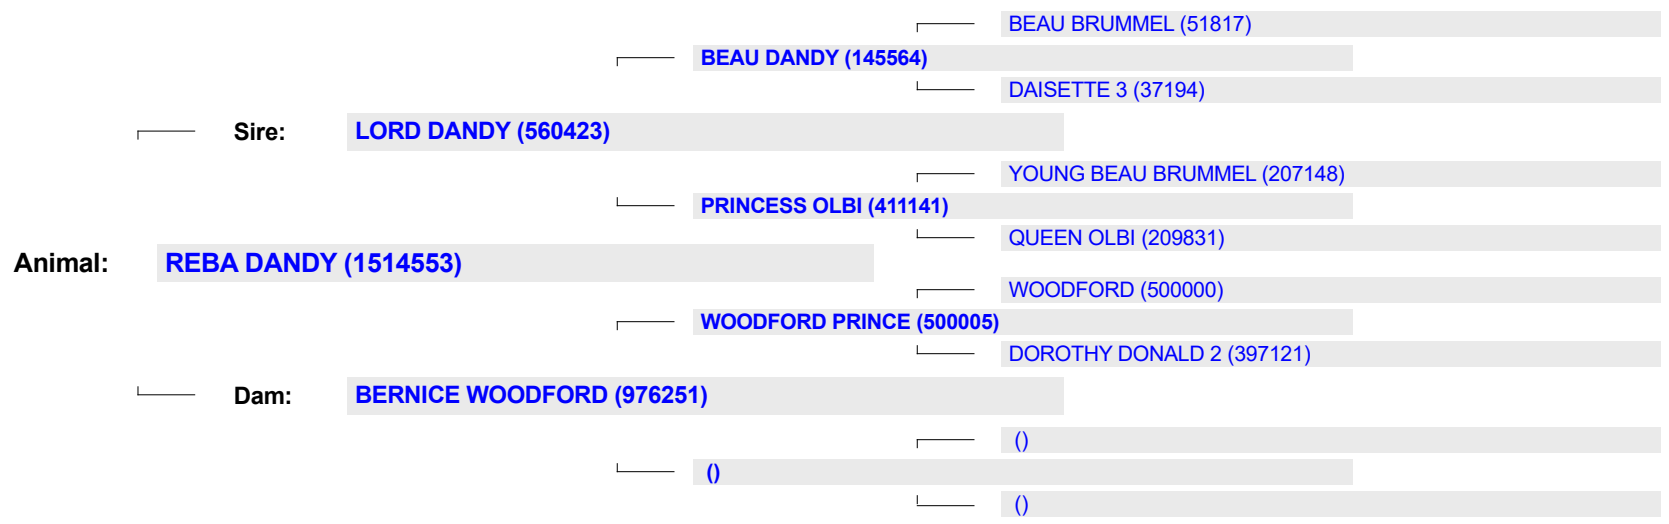 BEAU BRUMMEL (51817)
BEAU DANDY (145564)
DAISETTE 3 (37194)
Sire: LORD DANDY (560423)
YOUNG BEAU BRUMMEL (207148)
PRINCESS OLBI (411141)
QUEEN OLBI (209831)
Animal: REBA DANDY (1514553)
WOODFORD (500000)
WOODFORD PRINCE (500005)
DOROTHY DONALD 2 (397121)
Dam: BERNICE WOODFORD (976251)
()
()
()